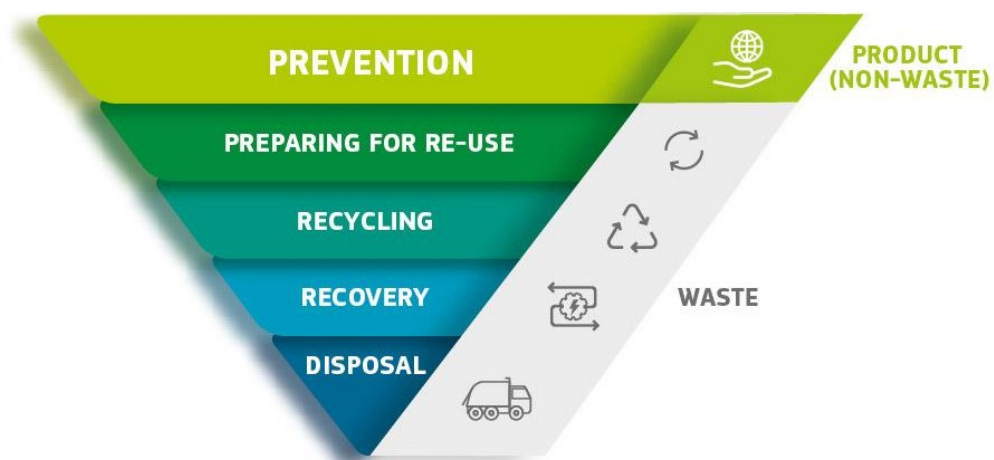 PREVENTION
PRODUCT
(NON-WASTE)
PREPARING FOR RE-USE
RECYCLING
RECOVERY
WASTE
DISPOSAL